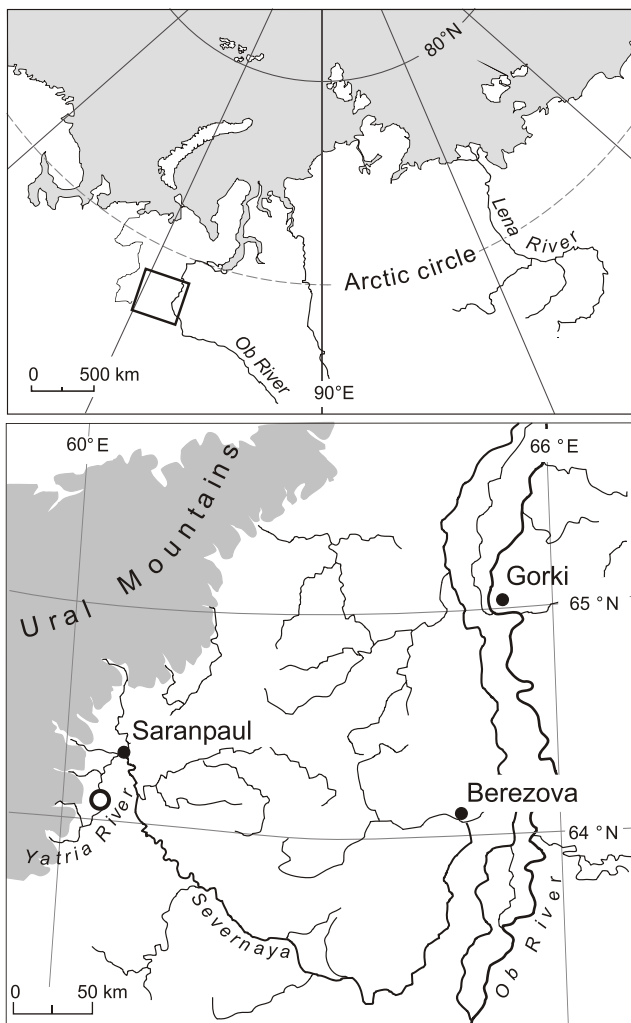 80°N
Lena River
Arctic circle
Ob River
0 500 km
90°E
60°E
66°E
Ural Mountains
Gorki
65°N
Saranpaul
Berezova
Yatria River
64°N
Severnaya
Ob River
0 50 km